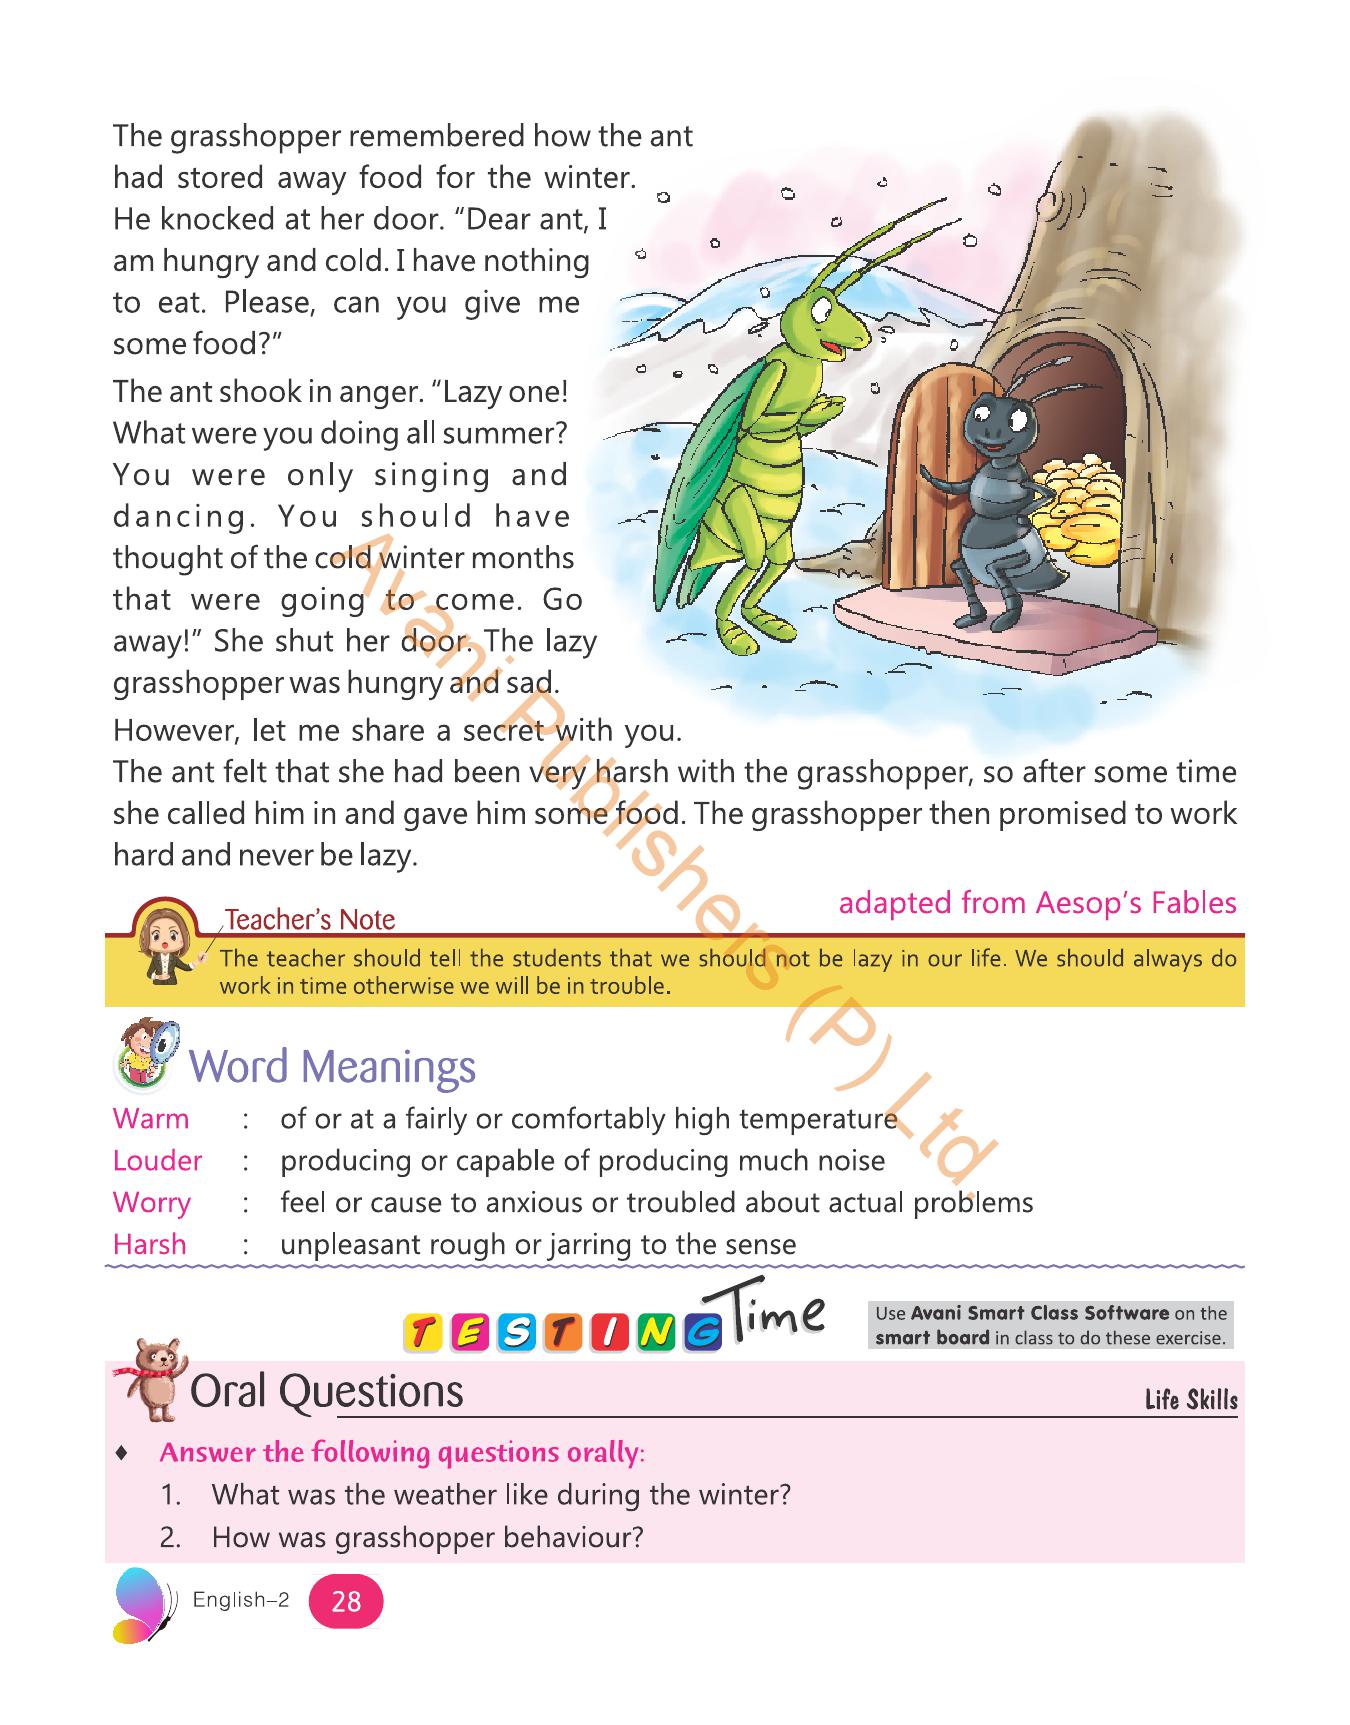 The grasshopper remembered how the ant
had stored away food for the winter.
He knocked at her door. “Dear ant, I
am hungry and cold. I have nothing
to eat. Please, can you give me
some food?”
The ant shook in anger. “Lazy one!
What were you doing all summer?
You were only singing and
dancing. You should have
thought of the cold winter months
that were going to come. Go
away!” She shut her door. The lazy
grasshopper was hungry and sad.
However, let me share a secret with you.
The ant felt that she had been very harsh with the grasshopper, so after some time
she called him in and gave him some food. The grasshopper then promised to work
hard and never be lazy.
adapted from Aesop’s Fables
Teacher’s Note
The teacher should tell the students that we should not be lazy in our life. We should always do
work in time otherwise we will be in trouble.
Word Meanings
Warm : of or at a fairly or comfortably high temperature
Louder : producing or capable of producing much noise
Worry : feel or cause to anxious or troubled about actual problems
Harsh : unpleasant rough or jarring to the sense
TESTING Time
Use Avani Smart Class Software on the
smart board in class to do these exercise.
Oral Questions
Life Skills
♦ Answer the following questions orally:
1. What was the weather like during the winter?
2. How was grasshopper behaviour?
English–2 28
Avani Publishers (P) Ltd.